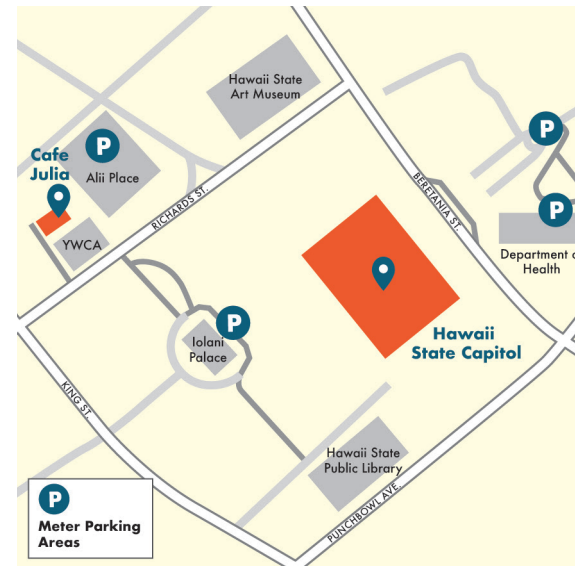 Hawaii State
Art Museum
P
Alii Place
Cafe
Julia
YWCA
RICHARDS ST.
BERETANIA ST.
P
P
Department o
Health
P
Iolani
Palace
Hawaii
State Capitol
KING ST.
Hawaii State
Public Library
PUNCHBOWL AVE.
P
Meter Parking
Areas